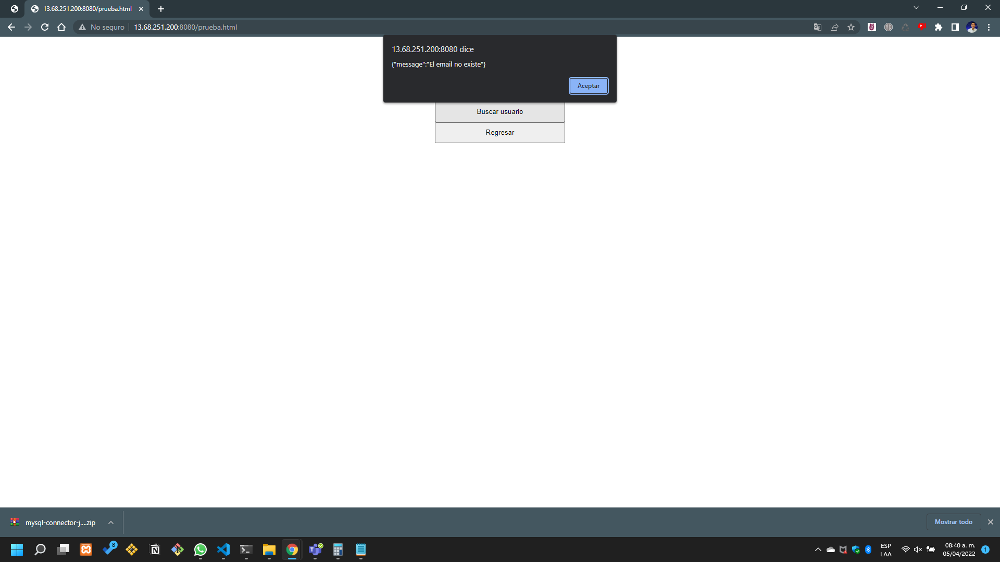 13.68.251.200:8080/prueba.html
No seguro
13.68.251.200:8080/prueba.html
13.68.251.200:8080 dice
{"message":"El email no existe"}
Aceptar
Buscar usuario
Regresar
mysql-connector-j....zip
Mostrar todo
8
ESP
LAA
08:40 a. m.
05/04/2022
1